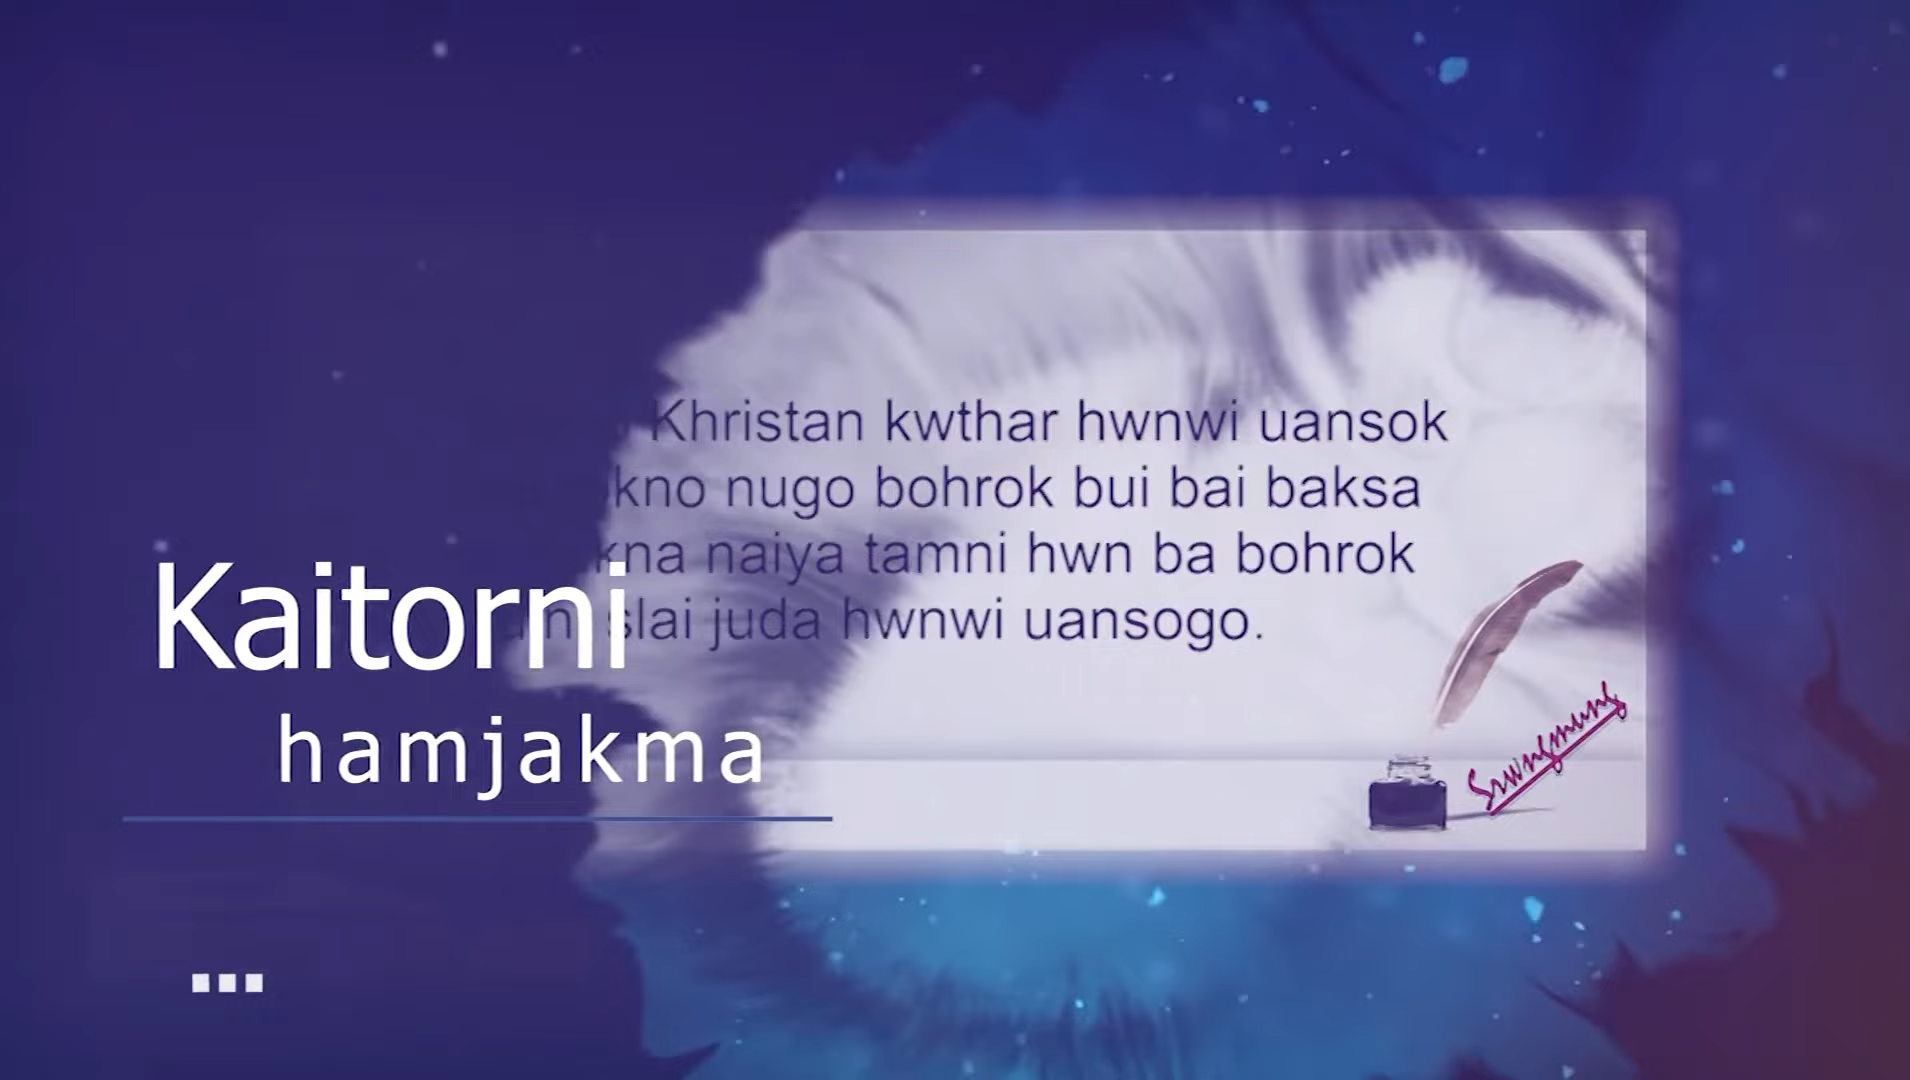 Khristan kwthar hwnwi uansok
nugo bohrok bui bai baksa
naiya tamni hwn ba bohrok
juda hwnwi uansogo.
Kaitorni
hamjakma
Srwngmung